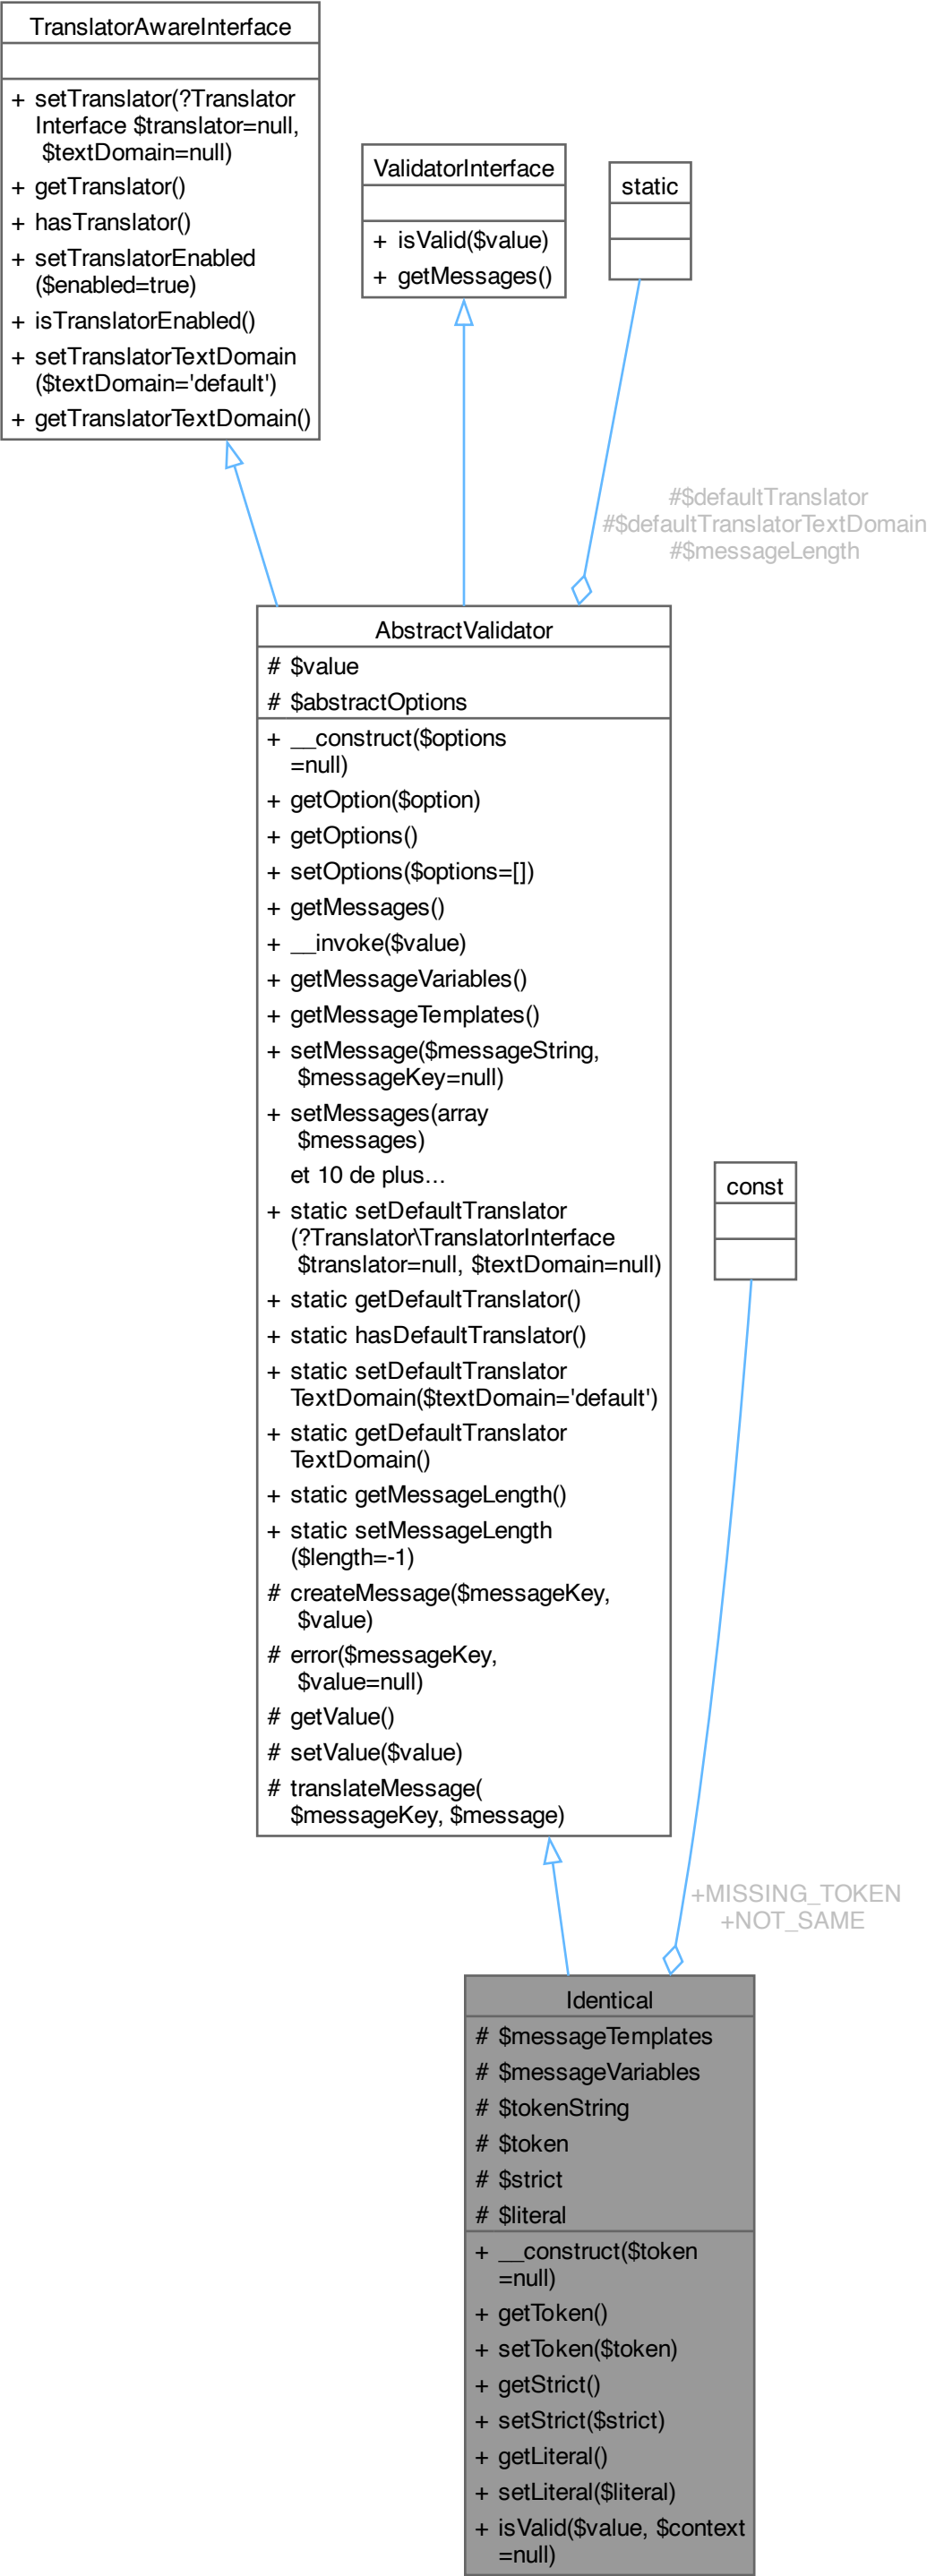 TranslatorAwareInterface
+ setTranslator(?Translator
Interface $translator=null,
$textDomain=null)
+ getTranslator()
+ hasTranslator()
+ setTranslatorEnabled
($enabled=true)
+ isTranslatorEnabled()
+ setTranslatorTextDomain
($textDomain='default')
+ getTranslatorTextDomain()
ValidatorInterface
+ isValid($value)
+ getMessages()
static
#$defaultTranslator
#$defaultTranslatorTextDomain
#$messageLength
AbstractValidator
# $value
# $abstractOptions
+ __construct($options
=null)
+ getOption($option)
+ getOptions()
+ setOptions($options=[])
+ getMessages()
+ __invoke($value)
+ getMessageVariables()
+ getMessageTemplates()
+ setMessage($messageString,
$messageKey=null)
+ setMessages(array
$messages)
et 10 de plus...
+ static setDefaultTranslator
(?Translator\TranslatorInterface
$translator=null, $textDomain=null)
+ static getDefaultTranslator()
+ static hasDefaultTranslator()
+ static setDefaultTranslator
TextDomain($textDomain='default')
+ static getDefaultTranslator
TextDomain()
+ static getMessageLength()
+ static setMessageLength
($length=-1)
# createMessage($messageKey,
$value)
# error($messageKey,
$value=null)
# getValue()
# setValue($value)
# translateMessage(
$messageKey, $message)
const
+MISSING_TOKEN
+NOT_SAME
Identical
# $messageTemplates
# $messageVariables
# $tokenString
# $token
# $strict
# $literal
+ __construct($token
=null)
+ getToken()
+ setToken($token)
+ getStrict()
+ setStrict($strict)
+ getLiteral()
+ setLiteral($literal)
+ isValid($value, $context
=null)